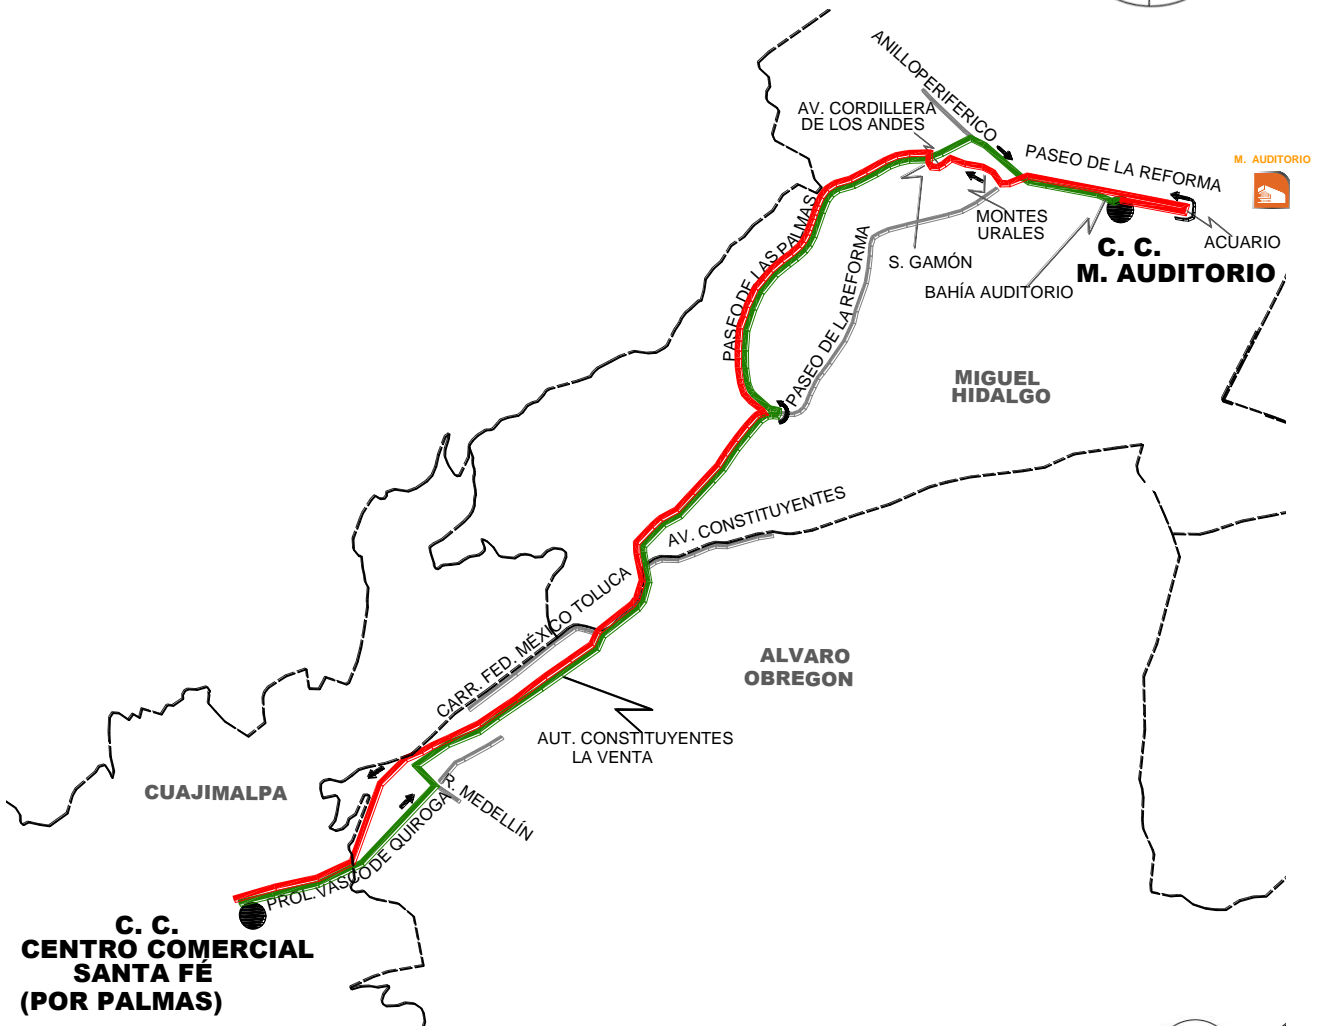 ANILLO PERIFERICO
AV. CORDILLERA
DE LOS ANDES
PASEO DE LA REFORMA
M. AUDITORIO
MONTES
URALES
ACUARIO
C. C.
M. AUDITORIO
S. GAMÓN
BAHÍA AUDITORIO
PASEO DE LAS PALMAS
PASEO DE LA REFORMA
MIGUEL
HIDALGO
AV. CONSTITUYENTES
CARR. FED. MÉXICO TOLUCA
ALVARO
OBREGON
AUT. CONSTITUYENTES
LA VENTA
CUAJIMALPA
R. MEDELLÍN
PROL. VASCO DE QUIROGA
C. C.
CENTRO COMERCIAL
SANTA FÉ
(POR PALMAS)